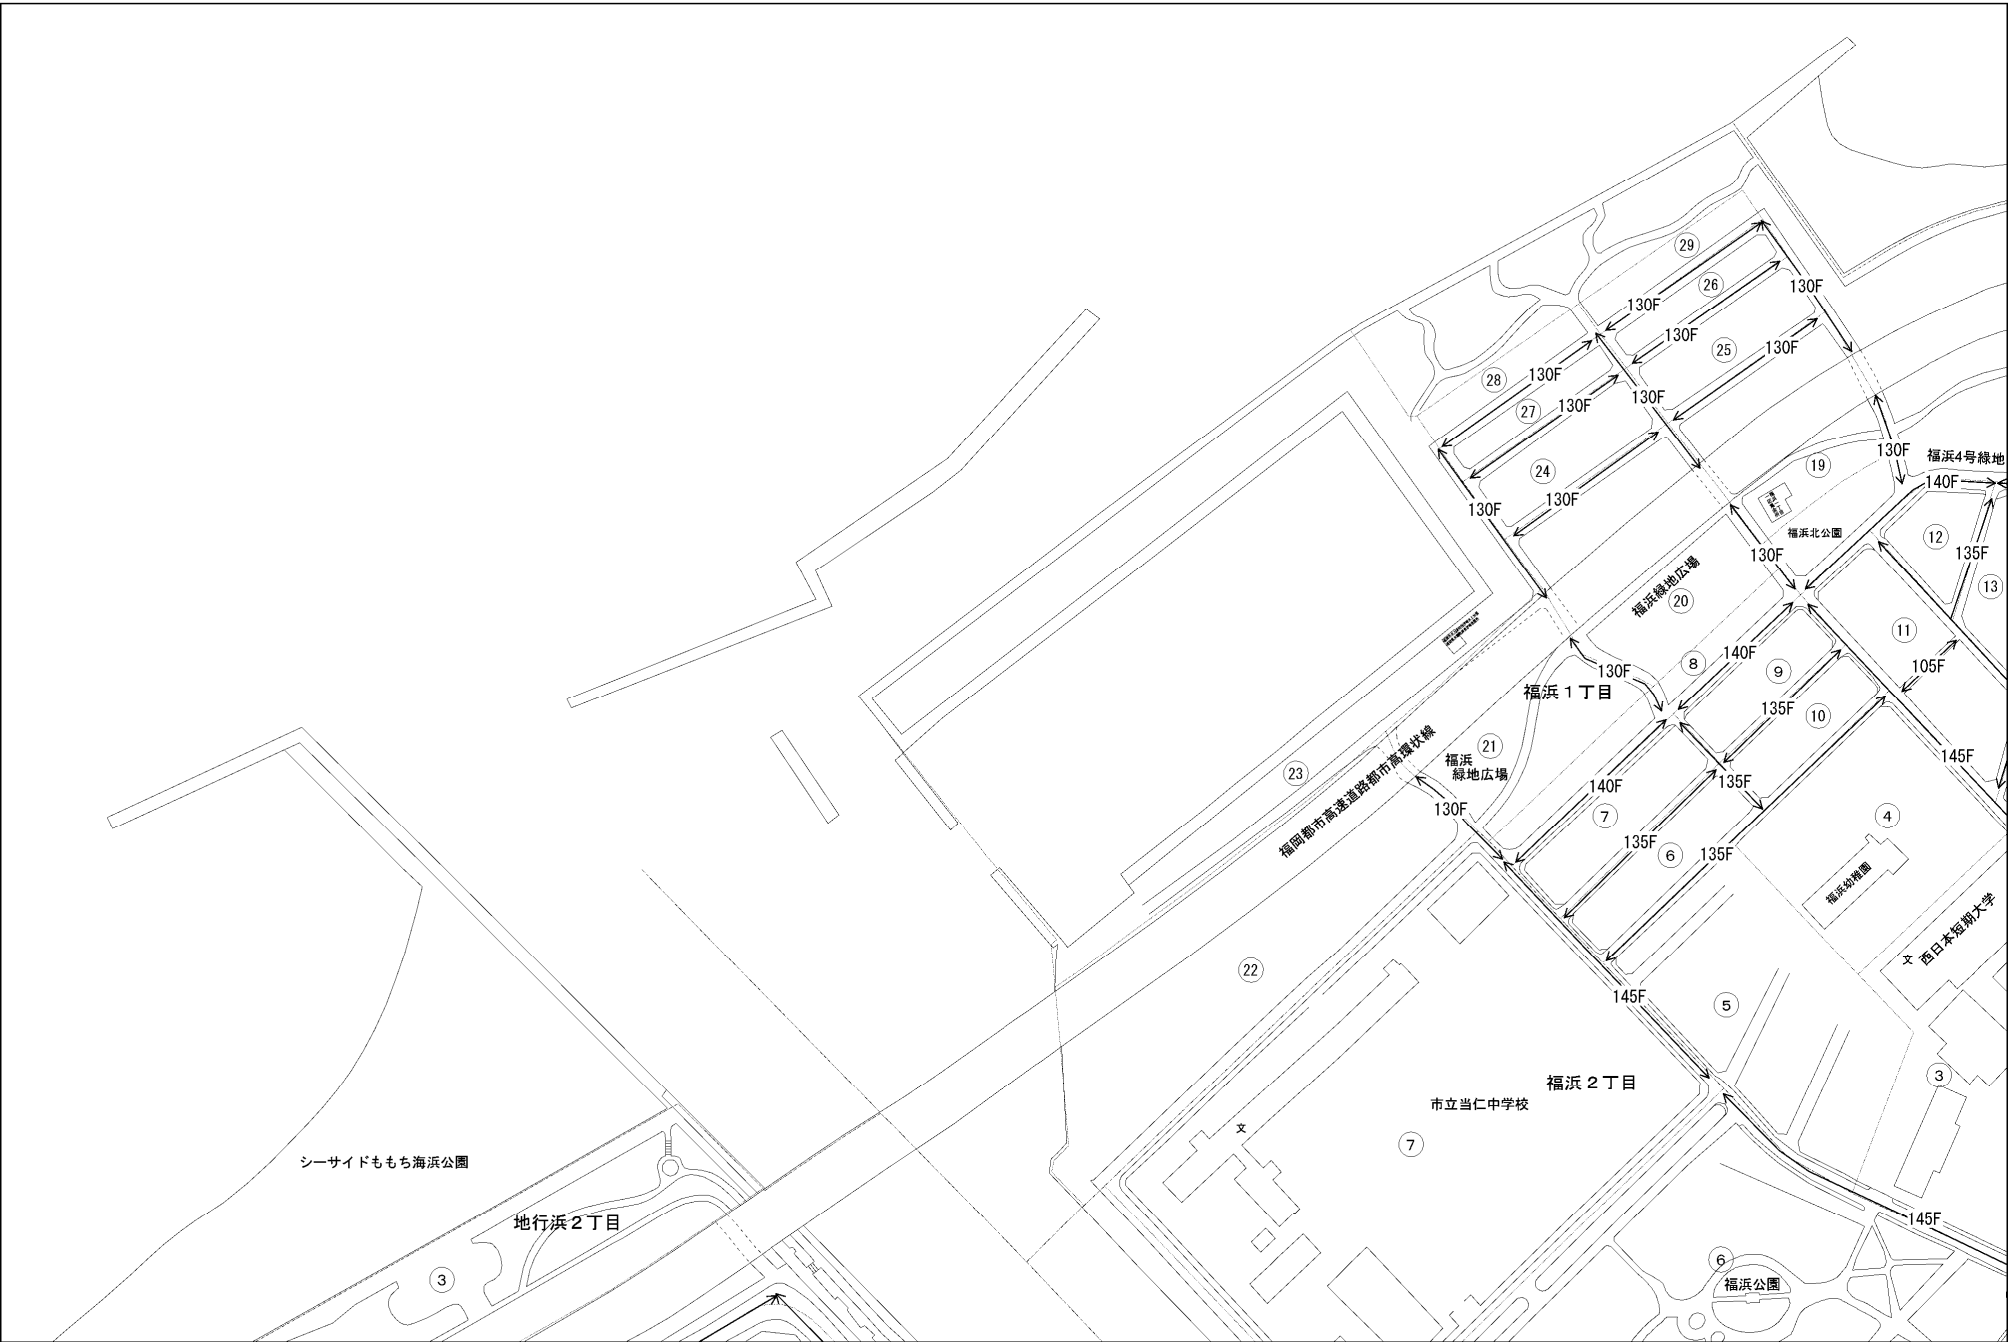 29
26
130F
130F
130F
25
130F
130F
28
130F
27
130F
130F
24
130F
130F
130F
19
福浜4号緑地
140F
12
135F
13
福浜北公園
130F
福浜緑地広場
20
11
105F
8
140F
9
135F
10
130F
福浜1丁目
145F
21
福浜
緑地広場
福岡都市高速道路都市高環状線
23
130F
140F
135F
7
135F
6
135F
4
福浜幼稚園
西日本短期大学
文
22
145F
5
3
福浜2丁目
市立当仁中学校
文
7
シーサイドももち海浜公園
地行浜2丁目
3
145F
6
福浜公園